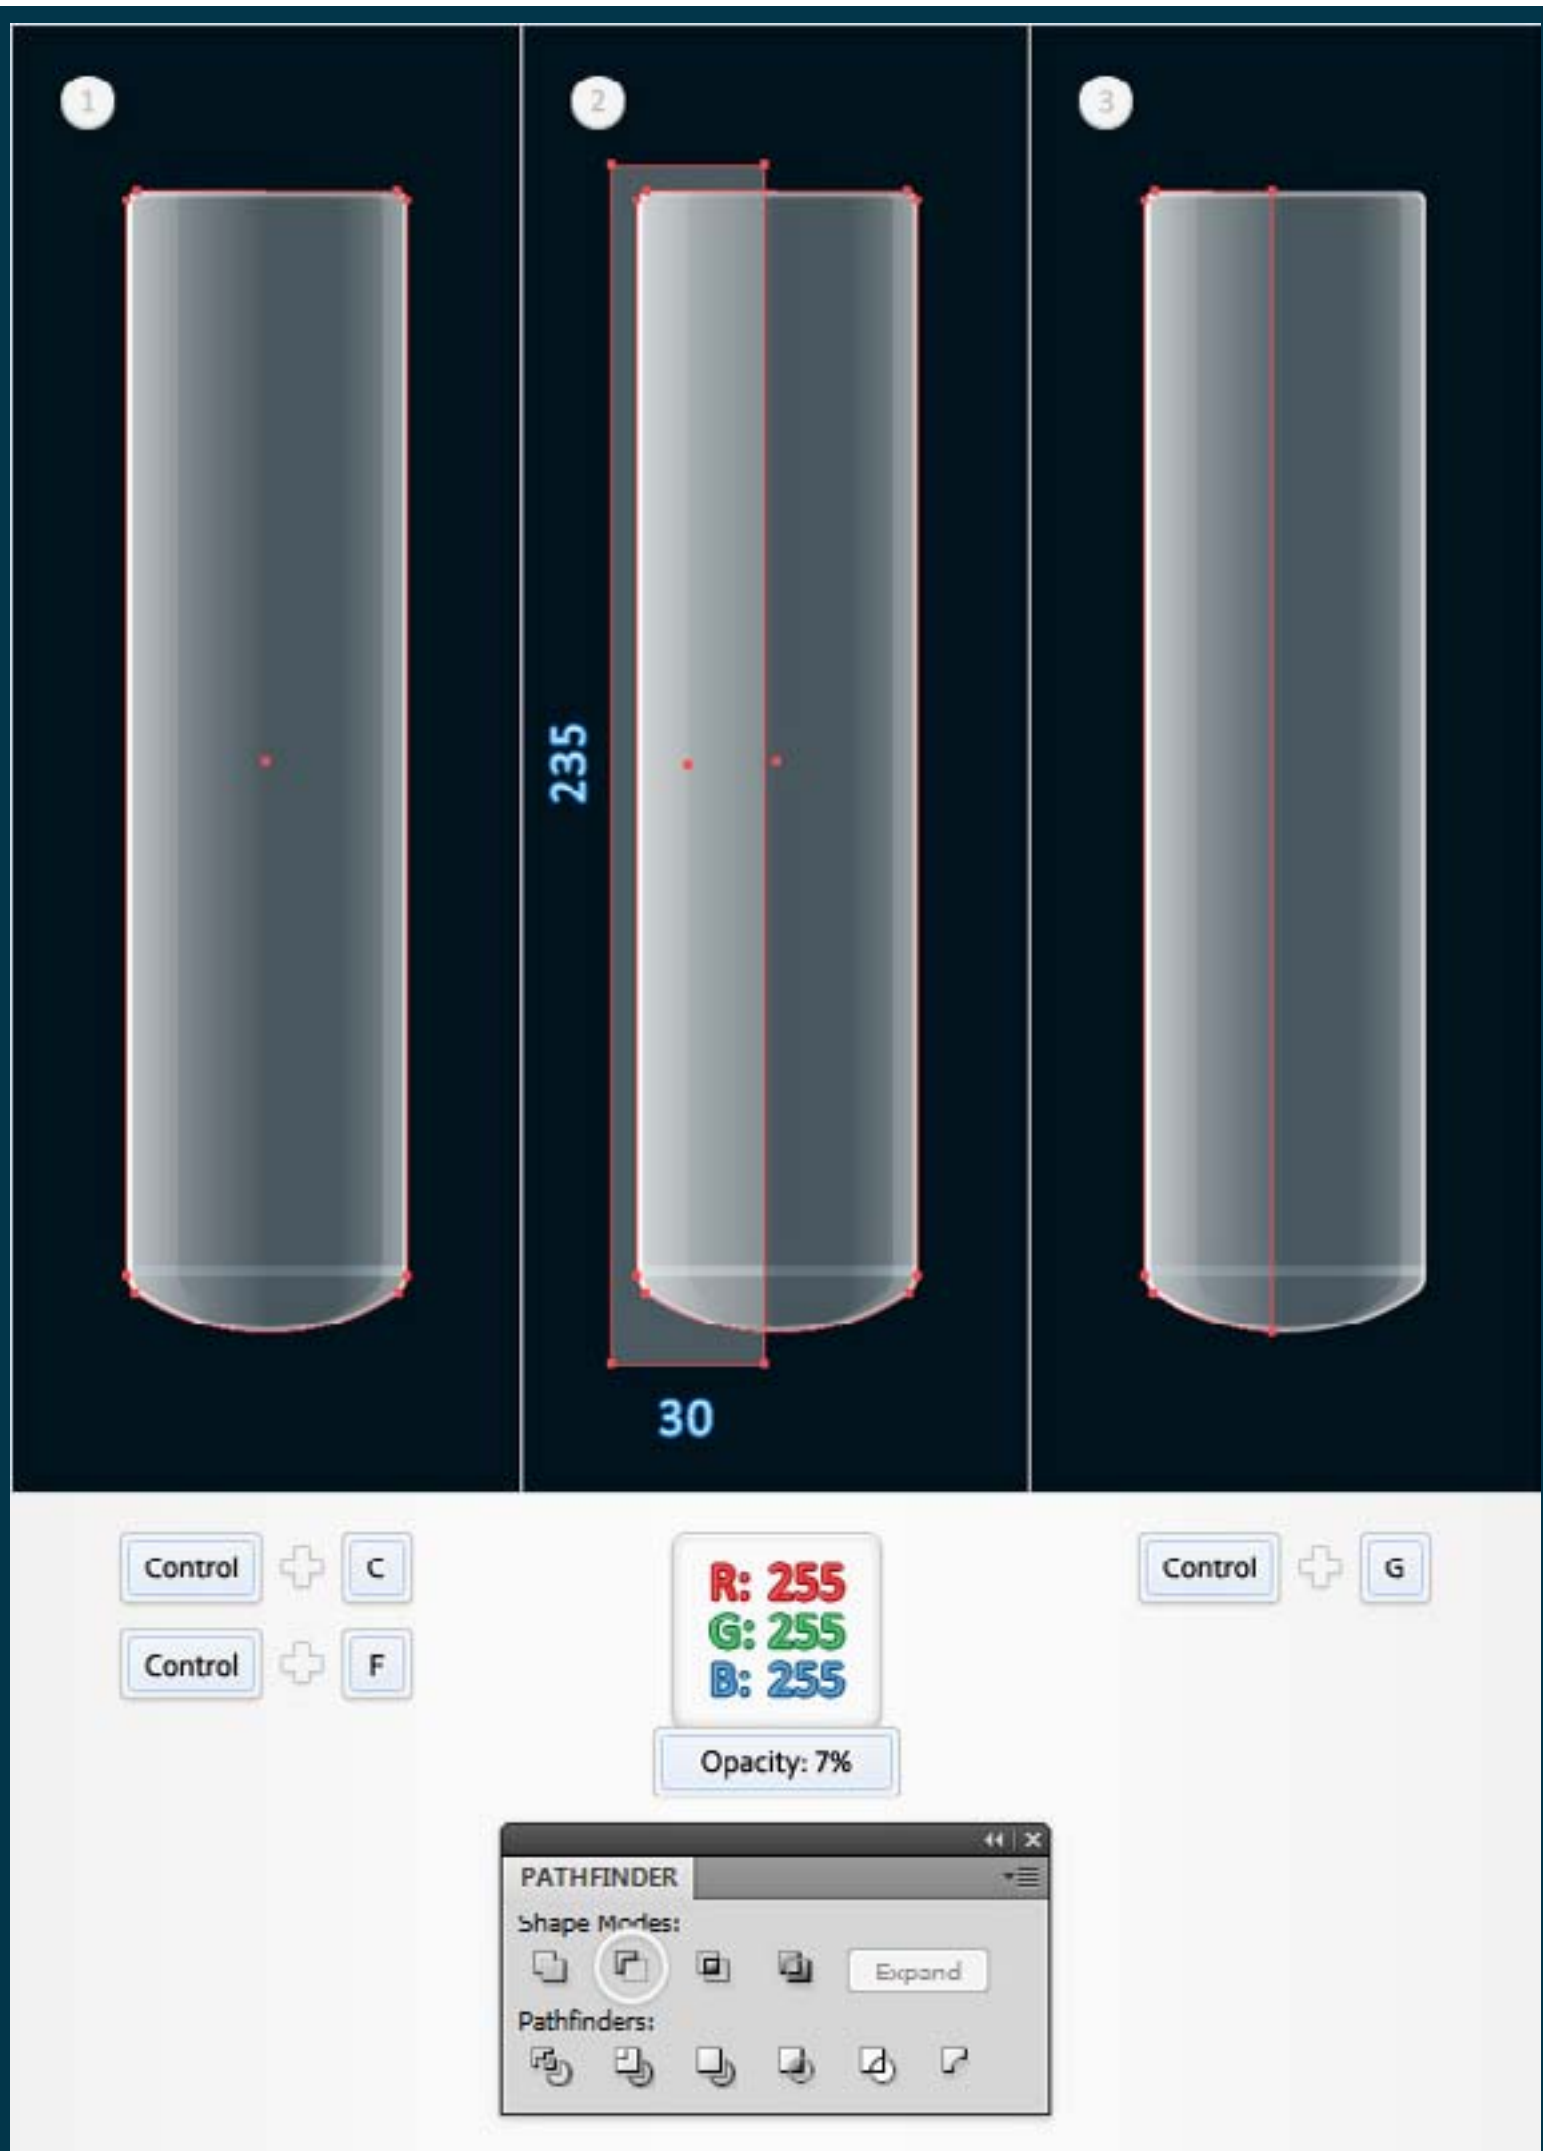 1
2
3
235
30
Control C
Control F
R: 255
G: 255
B: 255
Opacity: 7%
Control G
PATHFINDER
Shape Modes:
Expand
Pathfinders: